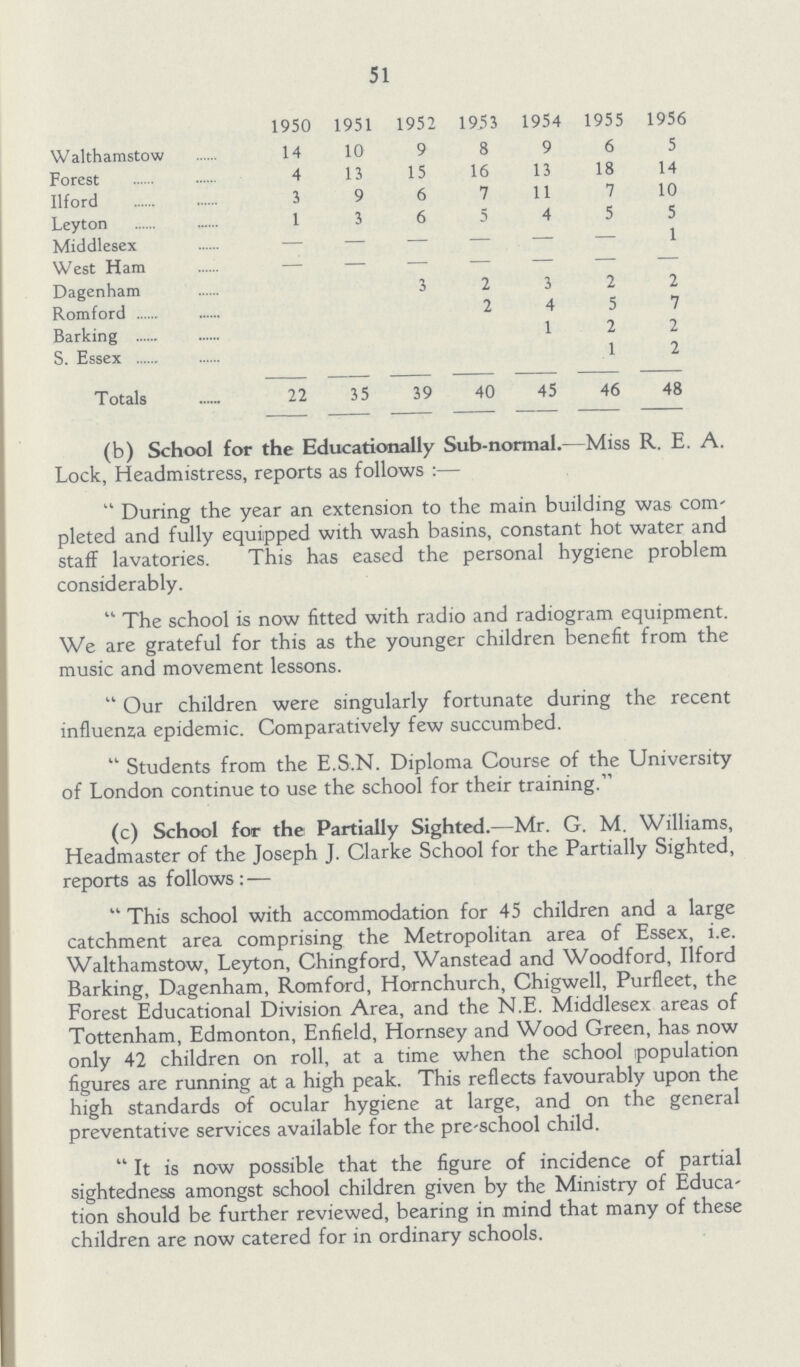 51
1950 1951 1952 1953 1954 1955 1956
Walthamstow ...... 14 10 9 8 9 6 5
Forest ...... ...... 4 13 15 16 13 18 14
Ilford ...... ...... 3 9 6 7 11 7 10
Leyton ...... ...... 1 3 6 5 4 5 5
Middlesex ...... — — — — — — 1
West Ham ...... — — — — — — —
Dagenham ...... 3 2 3 2 2
Romford ...... ...... 2 4 5 7
Barking ...... ...... 1 2 2
S. Essex ...... ...... 1 2
Totals ...... 22 35 39 40 45 46 48
(b) School for the Educationally Sub-normal.—Miss R. E. A.
Lock, Headmistress, reports as follows :—
“ During the year an extension to the main building was com-
pleted and fully equipped with wash basins, constant hot water and
staff lavatories. This has eased the personal hygiene problem
considerably.
“ The school is now fitted with radio and radiogram equipment.
We are grateful for this as the younger children benefit from the
music and movement lessons.
“ Our children were singularly fortunate during the recent
influenza epidemic. Comparatively few succumbed.
“ Students from the E.S.N. Diploma Course of the University
of London continue to use the school for their training.”
(c) School for the Partially Sighted.—Mr. G. M. Williams,
Headmaster of the Joseph J. Clarke School for the Partially Sighted,
reports as follows :—
“ This school with accommodation for 45 children and a large
catchment area comprising the Metropolitan area of Essex, i.e.
Walthamstow, Leyton, Chingford, Wanstead and Woodford, Ilford
Barking, Dagenham, Romford, Hornchurch, Chigwell, Purfleet, the
Forest Educational Division Area, and the N.E. Middlesex areas of
Tottenham, Edmonton, Enfield, Hornsey and Wood Green, has now
only 42 children on roll, at a time when the school population
figures are running at a high peak. This reflects favourably upon the
high standards of ocular hygiene at large, and on the general
preventative services available for the pre-school child.
“ It is now possible that the figure of incidence of partial
sightedness amongst school children given by the Ministry of Educa-
tion should be further reviewed, bearing in mind that many of these
children are now catered for in ordinary schools.